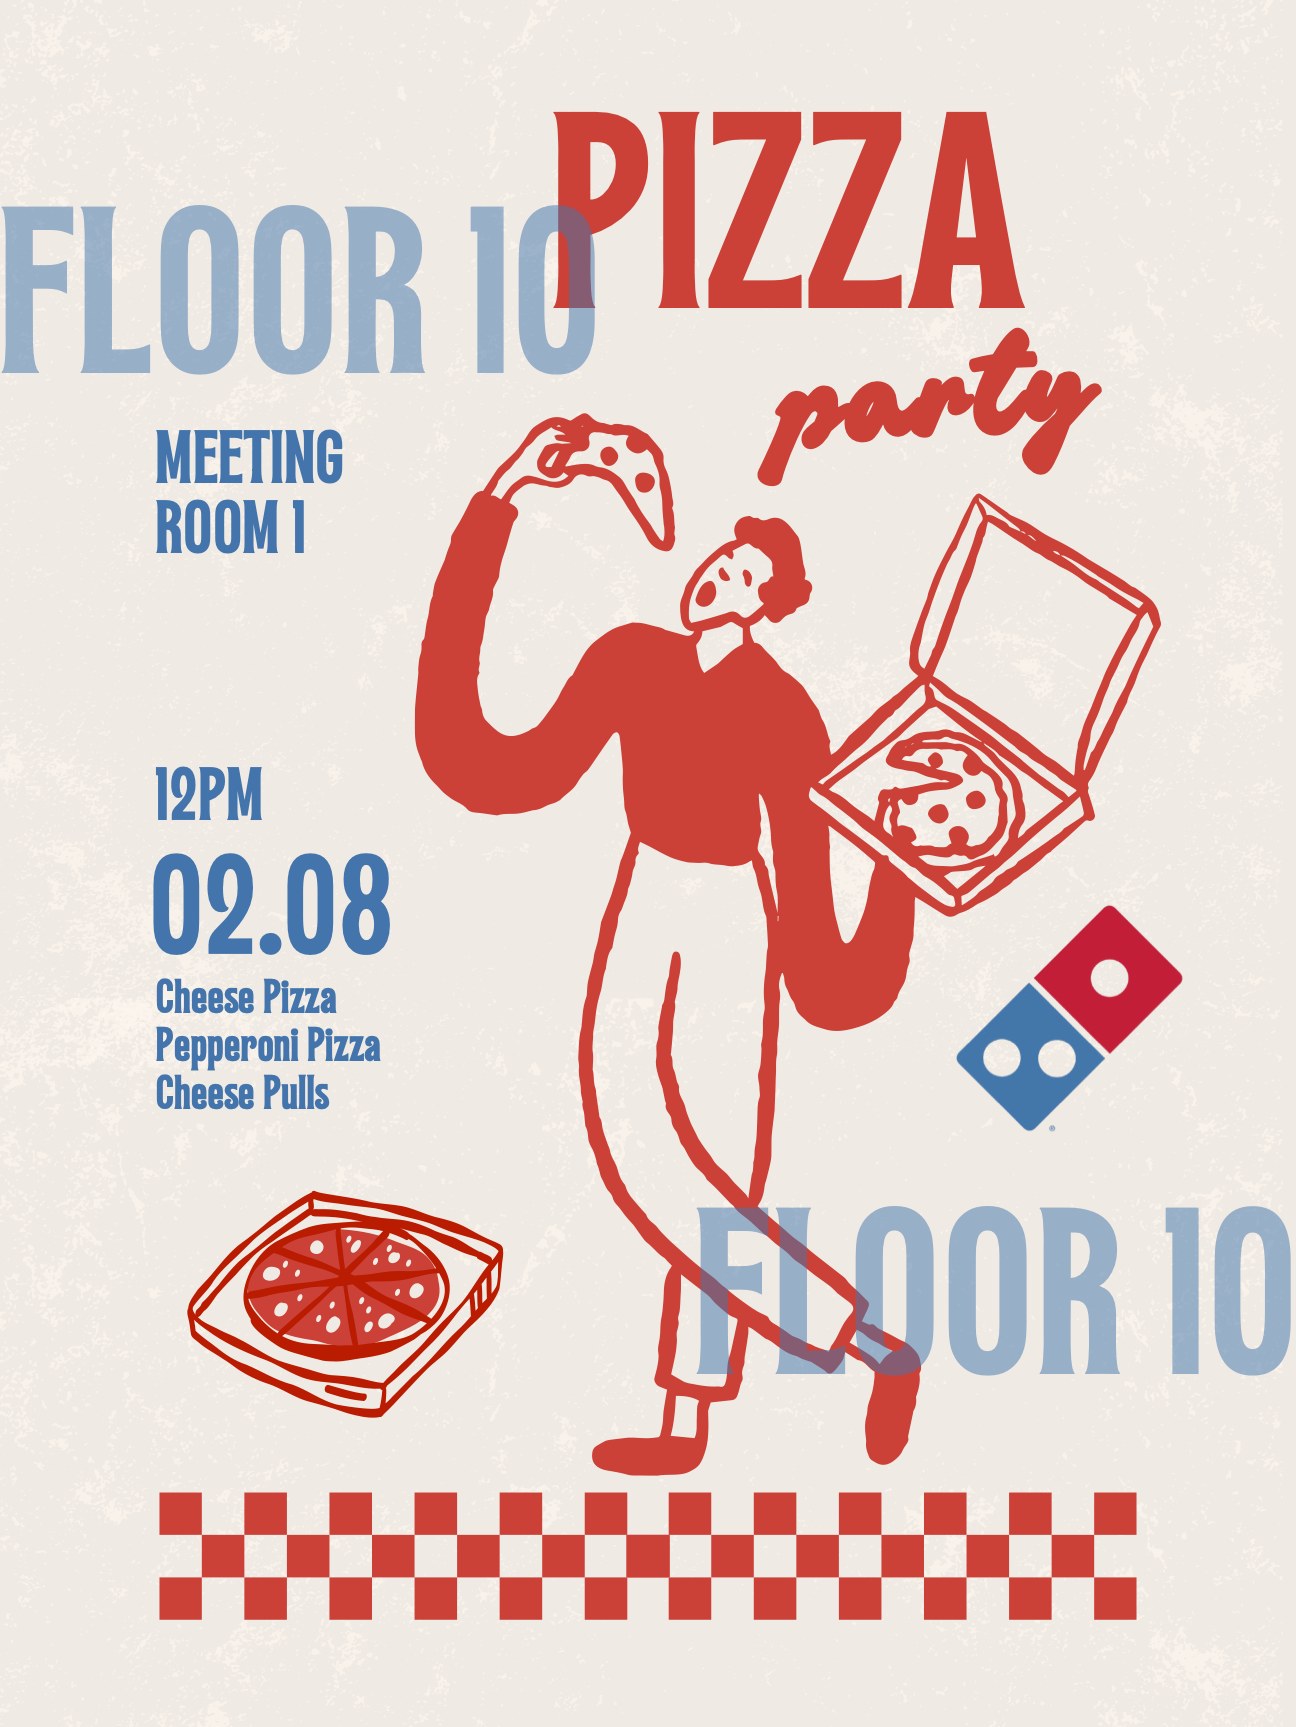 PIZZA
FLOOR 10
party
MEETING
ROOM 1
12PM
02.08
Cheese Pizza
Pepperoni Pizza
Cheese Pulls
®
FLOOR 10